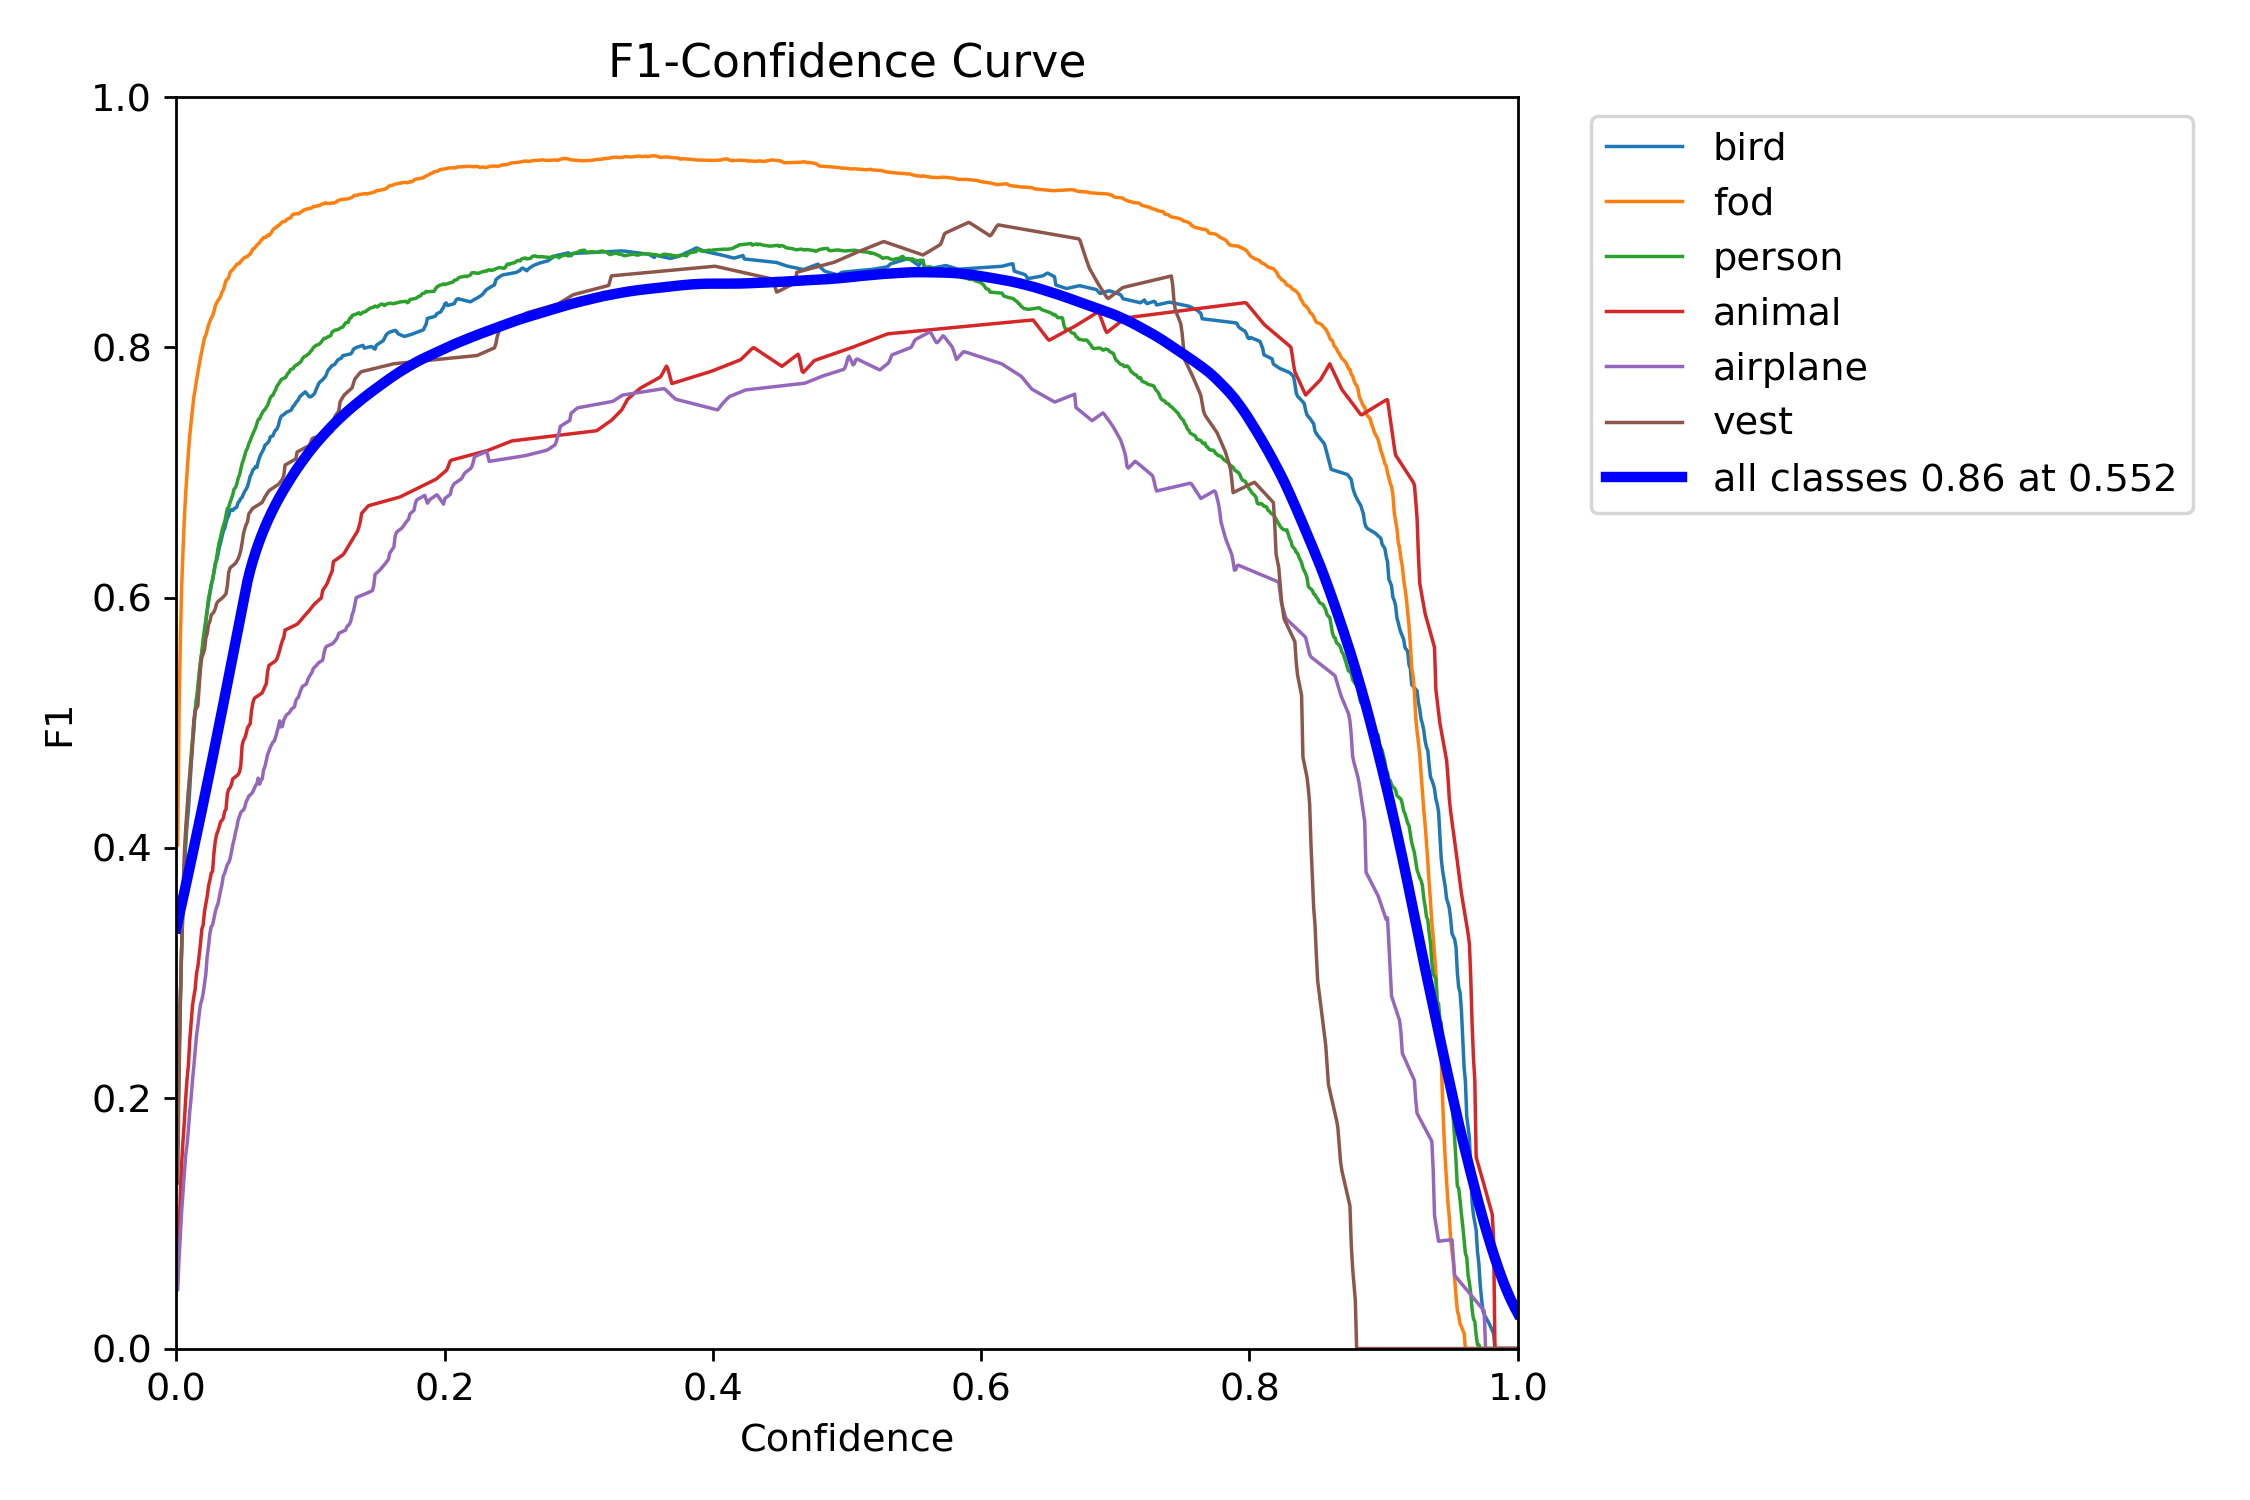 F1-Confidence Curve
1.0
0.8
0.6
0.4
0.2
0.0
F1
0.0 0.2 0.4 0.6 0.8 1.0
Confidence
bird
fod
person
animal
airplane
vest
all classes 0.86 at 0.552